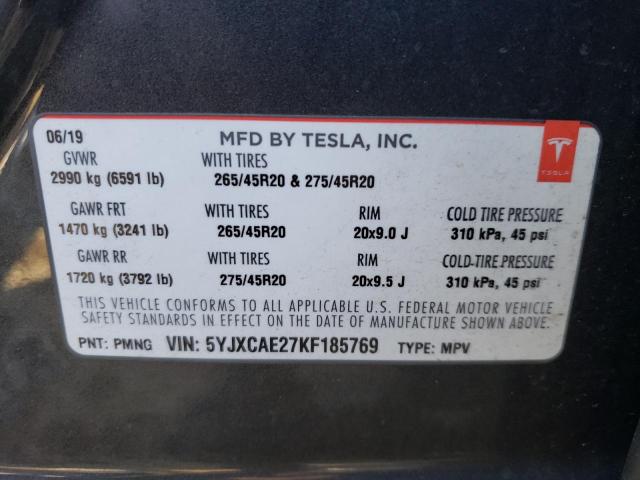 06/19 MFD BY TESLA, INC.
GVWR WITH TIRES
2990 kg (6591 lb) 265/45R20 & 275/45R20
TESLA
GAWR FRT WITH TIRES RIM COLD TIRE PRESSURE
1470 kg (3241 lb) 265/45R20 20x9.0 J 310 kPa, 45 psi
GAWR RR WITH TIRES RIM COLD TIRE PRESSURE
1720 kg (3792 lb) 275/45R20 20x9.5 J 310 kPa, 45 psi
THIS VEHICLE CONFORMS TO ALL APPLICABLE U.S. FEDERAL MOTOR VEHICLE
SAFETY STANDARDS IN EFFECT ON THE DATE OF MANUFACTURE SHOWN ABOVE.
PNT: PMNG VIN: 5YJXCAE27KF185769 TYPE: MPV